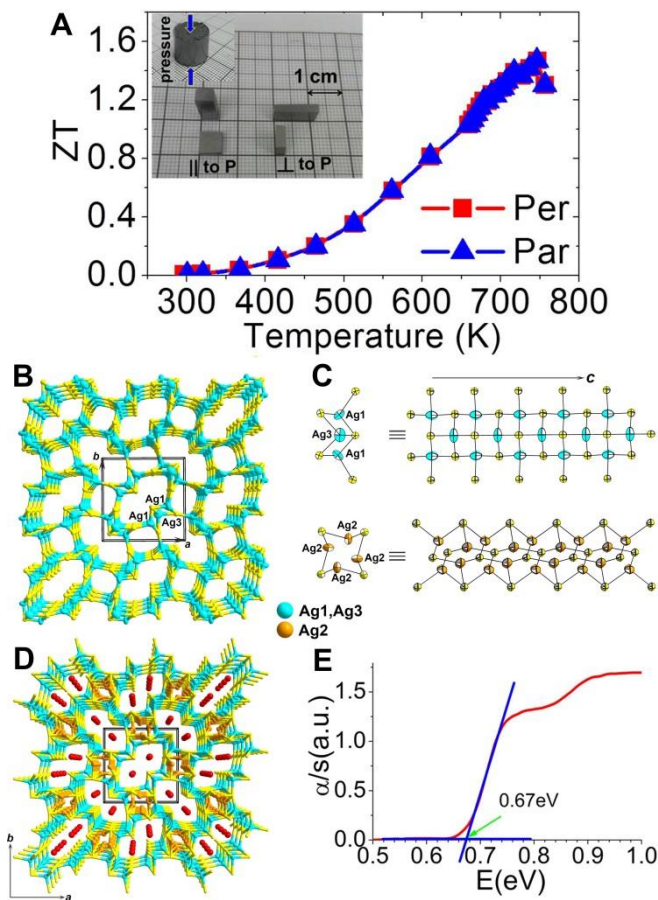 A
ZT
1.6
1.2
0.8
0.4
0.0
pressure
1 cm
|| to P
⊥ to P
Per
Par
300 400 500 600 700 800
Temperature (K)
B
b
Ag1
Ag1
Ag3
a
C
c
Ag1
Ag3
Ag1
≡
Ag2
Ag2
Ag2
Ag2
≡
Ag1,Ag3
Ag2
D
b
a
E
α/s(a.u.)
1.5
1.0
0.5
0.0
0.67eV
0.5 0.6 0.7 0.8 0.9 1.0
E(eV)